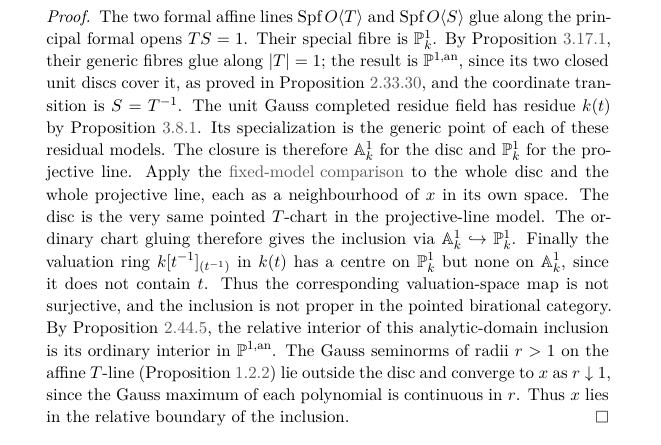 Proof. The two formal affine lines Spf O⟨T⟩ and Spf O⟨S⟩ glue along the prin-
cipal formal opens TS = 1. Their special fibre is ℙ¹ₖ. By Proposition 3.17.1,
their generic fibres glue along |T| = 1; the result is ℙ^{1,an}, since its two closed
unit discs cover it, as proved in Proposition 2.33.30, and the coordinate tran-
sition is S = T⁻¹. The unit Gauss completed residue field has residue k(t)
by Proposition 3.8.1. Its specialization is the generic point of each of these
residual models. The closure is therefore 𝔸¹ₖ for the disc and ℙ¹ₖ for the pro-
jective line. Apply the fixed-model comparison to the whole disc and the
whole projective line, each as a neighbourhood of x in its own space. The
disc is the very same pointed T-chart in the projective-line model. The or-
dinary chart gluing therefore gives the inclusion via 𝔸¹ₖ ↪ ℙ¹ₖ. Finally the
valuation ring k[t⁻¹]_{(t⁻¹)} in k(t) has a centre on ℙ¹ₖ but none on 𝔸¹ₖ, since
it does not contain t. Thus the corresponding valuation-space map is not
surjective, and the inclusion is not proper in the pointed birational category.
By Proposition 2.44.5, the relative interior of this analytic-domain inclusion
is its ordinary interior in ℙ^{1,an}. The Gauss seminorms of radii r > 1 on the
affine T-line (Proposition 1.2.2) lie outside the disc and converge to x as r ↓ 1,
since the Gauss maximum of each polynomial is continuous in r. Thus x lies
in the relative boundary of the inclusion. □